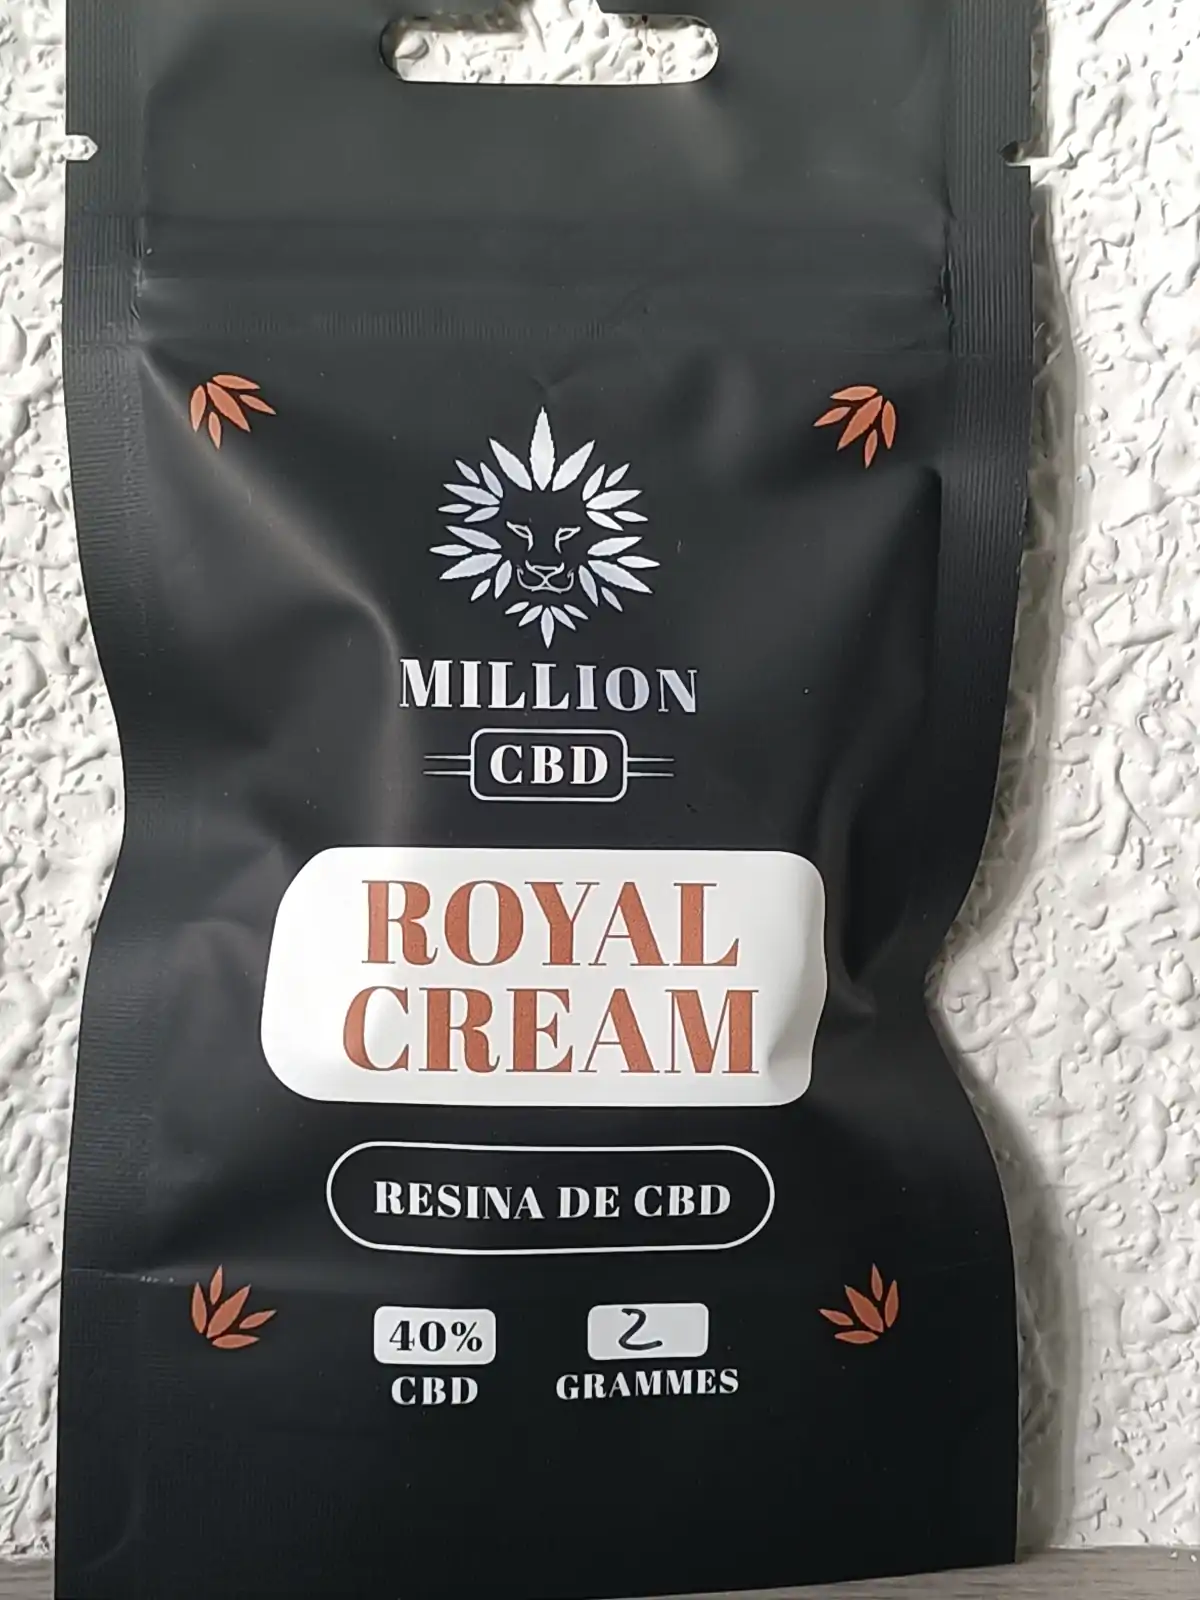 MILLION
CBD
ROYAL
CREAM
RESINA DE CBD
40% 2
CBD GRAMMES